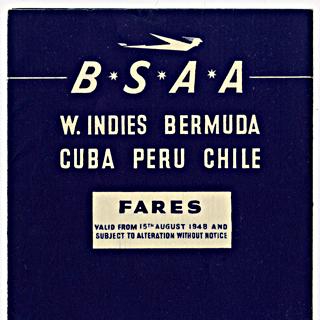 B*S*A*A
W. INDIES BERMUDA
CUBA PERU CHILE
FARES
VALID FROM 15TH AUGUST 1948 AND
SUBJECT TO ALTERATION WITHOUT NOTICE